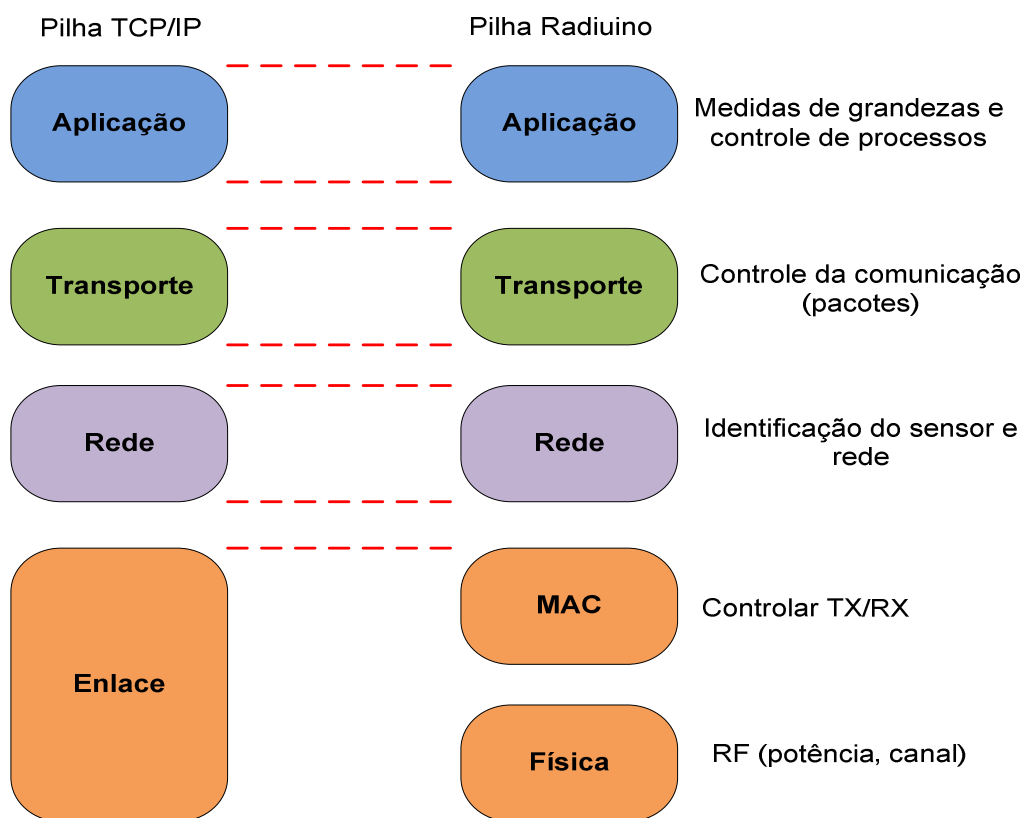 Pilha TCP/IP
Pilha Radiuino
Aplicação
Aplicação
Medidas de grandezas e
controle de processos
Transporte
Transporte
Controle da comunicação
(pacotes)
Rede
Rede
Identificação do sensor e
rede
Enlace
MAC
Controlar TX/RX
Física
RF (potência, canal)